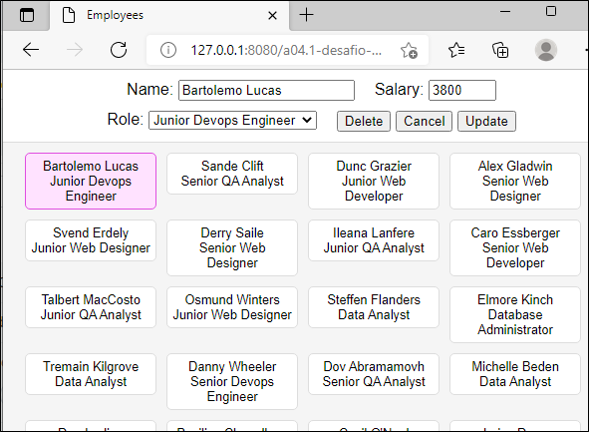 Employees
127.0.0.1:8080/a04.1-desafio-...
Name: Bartolemo Lucas Salary: 3800
Role: Junior Devops Engineer Delete Cancel Update
Bartolemo Lucas
Junior Devops
Engineer
Sande Clift
Senior QA Analyst
Dunc Grazier
Junior Web
Developer
Alex Gladwin
Senior Web
Designer
Svend Erdely
Junior Web Designer
Derry Saile
Senior Web
Designer
Ileana Lanfere
Junior QA Analyst
Caro Essberger
Senior Web
Developer
Talbert MacCosto
Junior QA Analyst
Osmund Winters
Junior Web Designer
Steffen Flanders
Data Analyst
Elmore Kinch
Database
Administrator
Tremain Kilgrove
Data Analyst
Danny Wheeler
Senior Devops
Engineer
Dov Abramamovh
Senior QA Analyst
Michelle Beden
Data Analyst